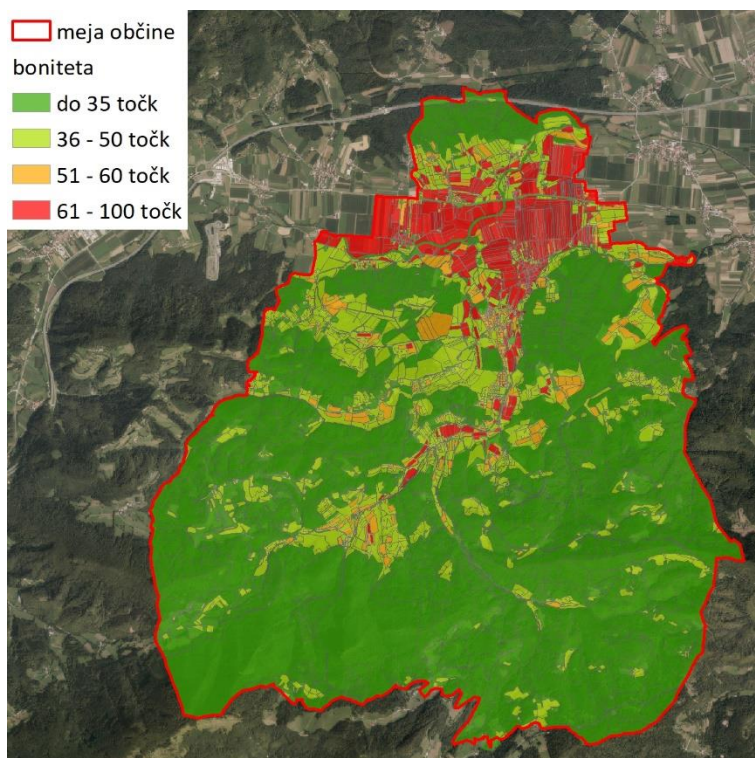 meja občine
boniteta
do 35 točk
36 - 50 točk
51 - 60 točk
61 - 100 točk